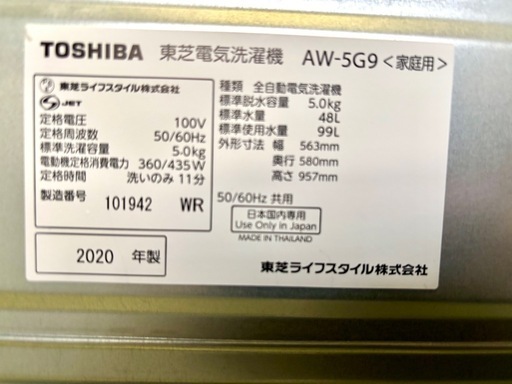 TOSHIBA 東芝電気洗濯機 AW-5G9<家庭用>
東芝ライフスタイル株式会社
JET
定格電圧 100V
定格周波数 50/60Hz
標準洗濯容量 5.0kg
電動機定格消費電力 360/435W
定格時間 洗いのみ 11分
製造番号 101942 WR
2020 年製
種類 全自動電気洗濯機
標準脱水容量 5.0kg
標準水量 48L
標準使用水量 99L
外形寸法 幅 563mm
奥行 580mm
高さ 957mm
50/60Hz 共用
日本国内専用
Use Only in Japan
MADE IN THAILAND
東芝ライフスタイル株式会社